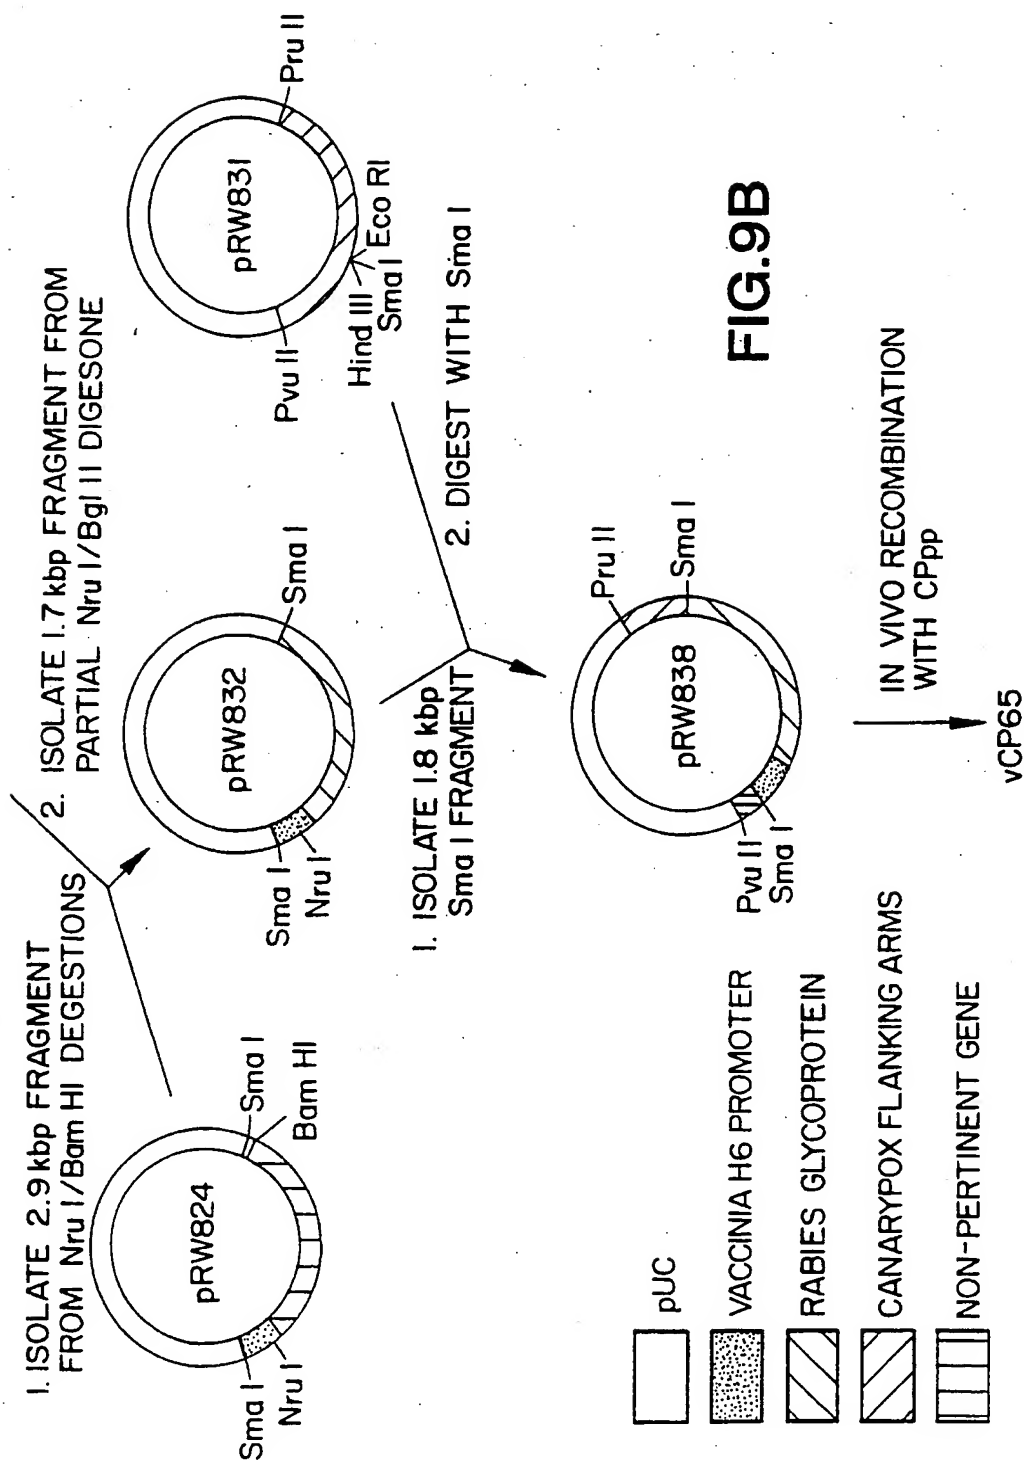 1. ISOLATE 2.9 kbp FRAGMENT
FROM Nru I/Bam HI DEGESTIONS
2. ISOLATE 1.7 kbp FRAGMENT FROM
PARTIAL Nru I/Bgl II DIGESONE
pRW824
Sma I
Nru I
Sma I
Bam HI
pRW832
Sma I
Nru I
Sma I
pRW831
Pvu II
Hind III
Sma I
Eco RI
Pru II
1. ISOLATE 1.8 kbp
Sma I FRAGMENT
2. DIGEST WITH Sma I
pRW838
Pvu II
Sma I
Pru II
Sma I
IN VIVO RECOMBINATION
WITH CPpp
vCP65
pUC
VACCINIA H6 PROMOTER
RABIES GLYCOPROTEIN
CANARYPOX FLANKING ARMS
NON-PERTINENT GENE
FIG.9B